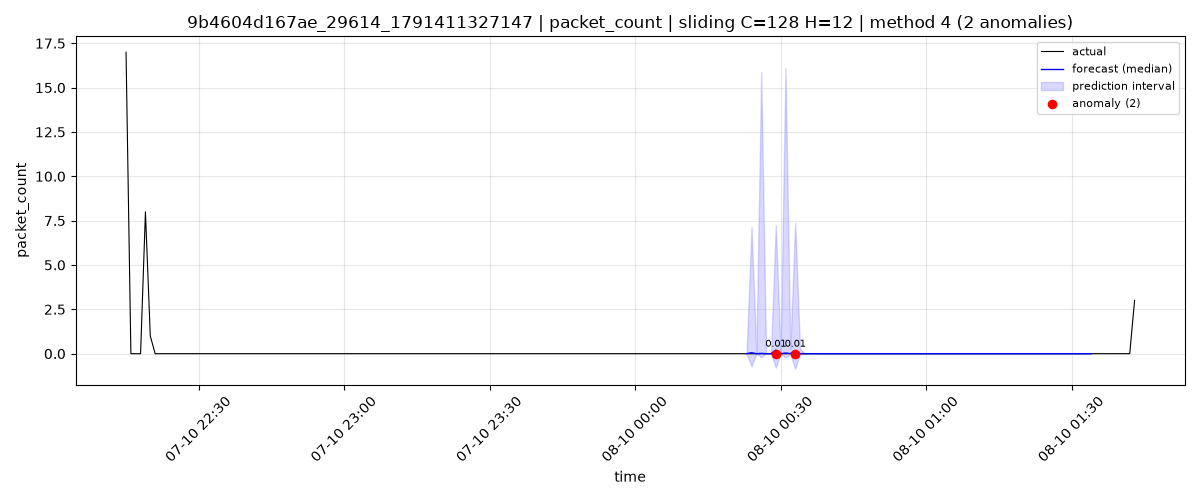 9b4604d167ae_29614_1791411327147 | packet_count | sliding C=128 H=12 | method 4 (2 anomalies)
17.5
15.0
12.5
10.0
7.5
5.0
2.5
0.0
packet_count
actual
forecast (median)
prediction interval
anomaly (2)
0.01
0.01
07-10 22:30
07-10 23:00
07-10 23:30
08-10 00:00
08-10 00:30
08-10 01:00
08-10 01:30
time